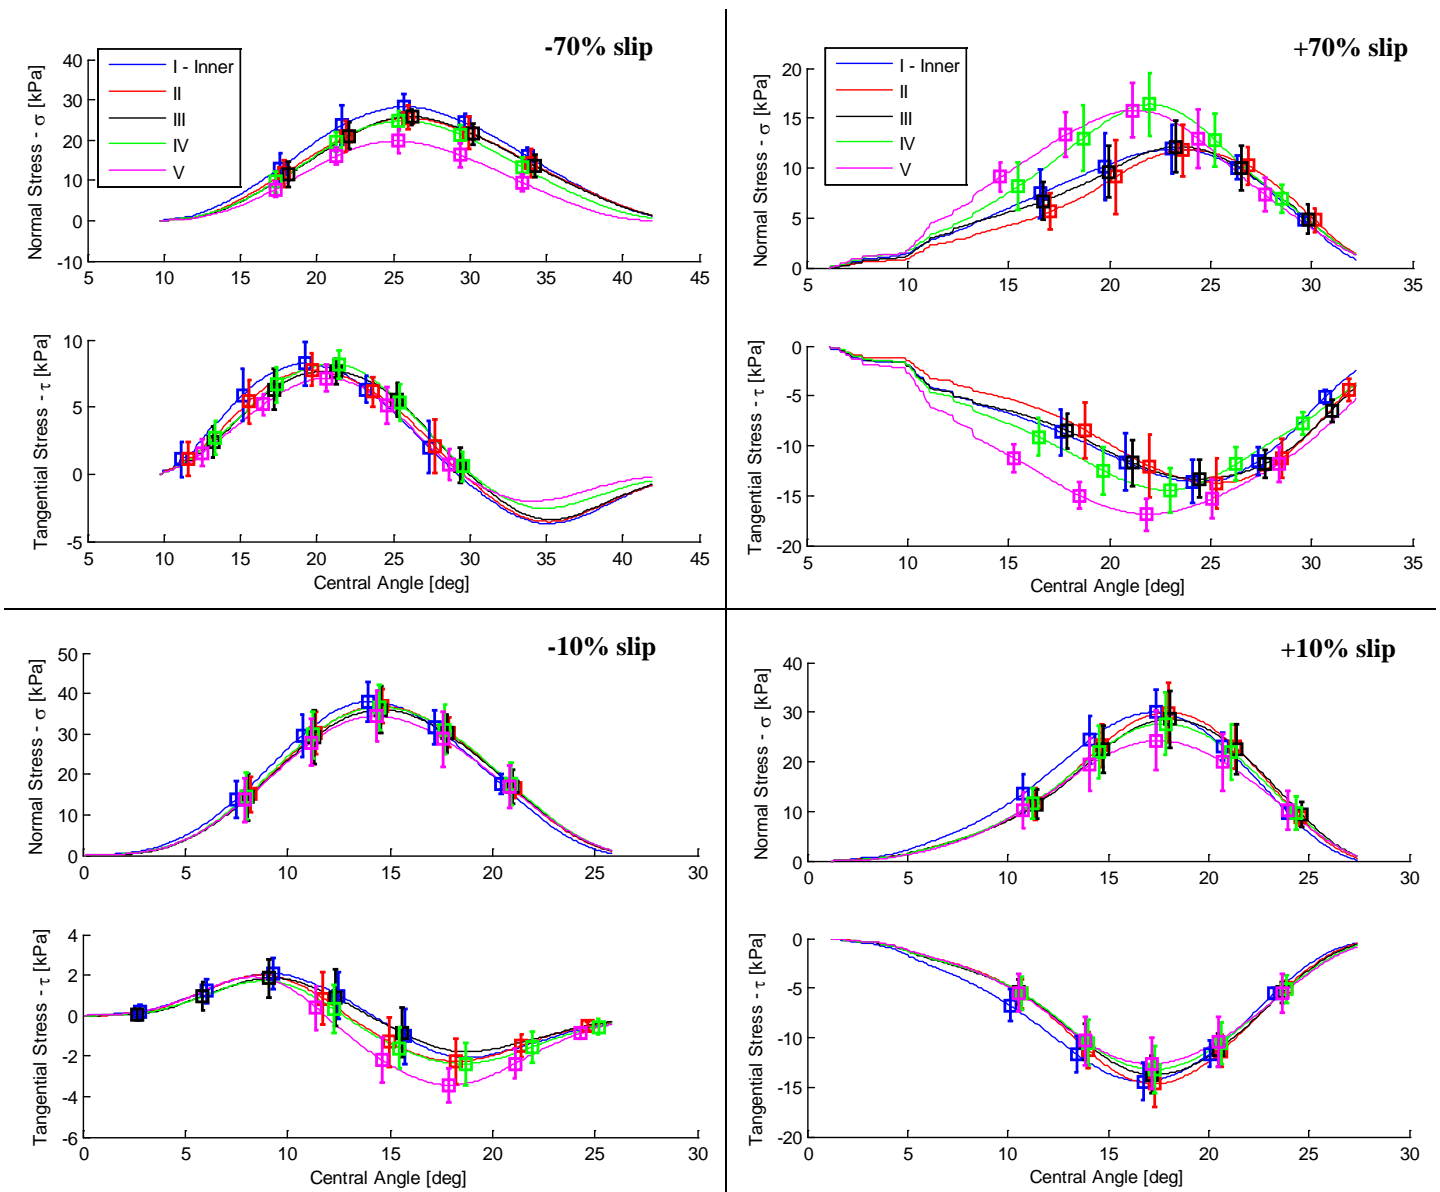 -70% slip
Normal Stress - σ [kPa]
40
30
20
10
0
-10
I - Inner
II
III
IV
V
5 10 15 20 25 30 35 40 45
Tangential Stress - τ [kPa]
10
5
0
-5
5 10 15 20 25 30 35 40 45
Central Angle [deg]
+70% slip
Normal Stress - σ [kPa]
20
15
10
5
0
I - Inner
II
III
IV
V
5 10 15 20 25 30 35
Tangential Stress - τ [kPa]
0
-5
-10
-15
-20
5 10 15 20 25 30 35
Central Angle [deg]
-10% slip
Normal Stress - σ [kPa]
50
40
30
20
10
0
0 5 10 15 20 25 30
Tangential Stress - τ [kPa]
4
2
0
-2
-4
-6
0 5 10 15 20 25 30
Central Angle [deg]
+10% slip
Normal Stress - σ [kPa]
40
30
20
10
0
0 5 10 15 20 25 30
Tangential Stress - τ [kPa]
0
-5
-10
-15
-20
0 5 10 15 20 25 30
Central Angle [deg]